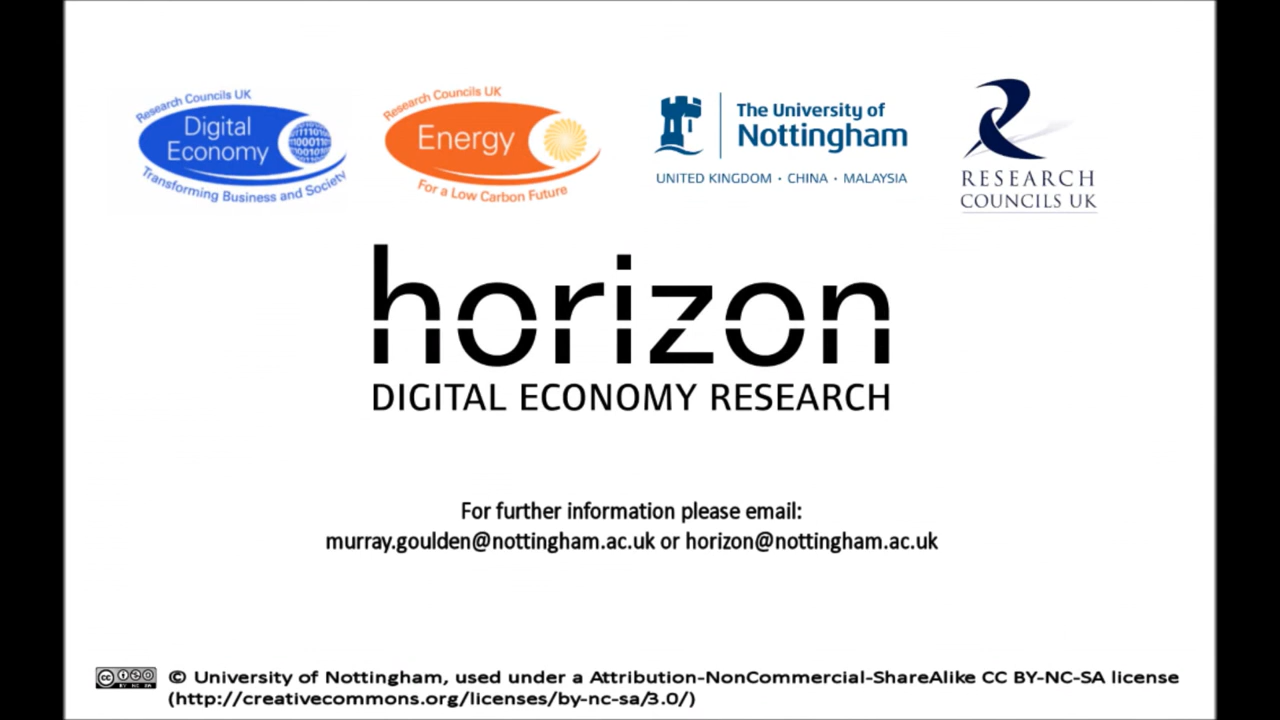 Research Councils UK
Digital
Economy
Transforming Business and Society
Research Councils UK
Energy
For a Low Carbon Future
The University of
Nottingham
UNITED KINGDOM · CHINA · MALAYSIA
RESEARCH
COUNCILS UK
horizon
DIGITAL ECONOMY RESEARCH
For further information please email:
murray.goulden@nottingham.ac.uk or horizon@nottingham.ac.uk
© University of Nottingham, used under a Attribution-NonCommercial-ShareAlike CC BY-NC-SA license
(http://creativecommons.org/licenses/by-nc-sa/3.0/)